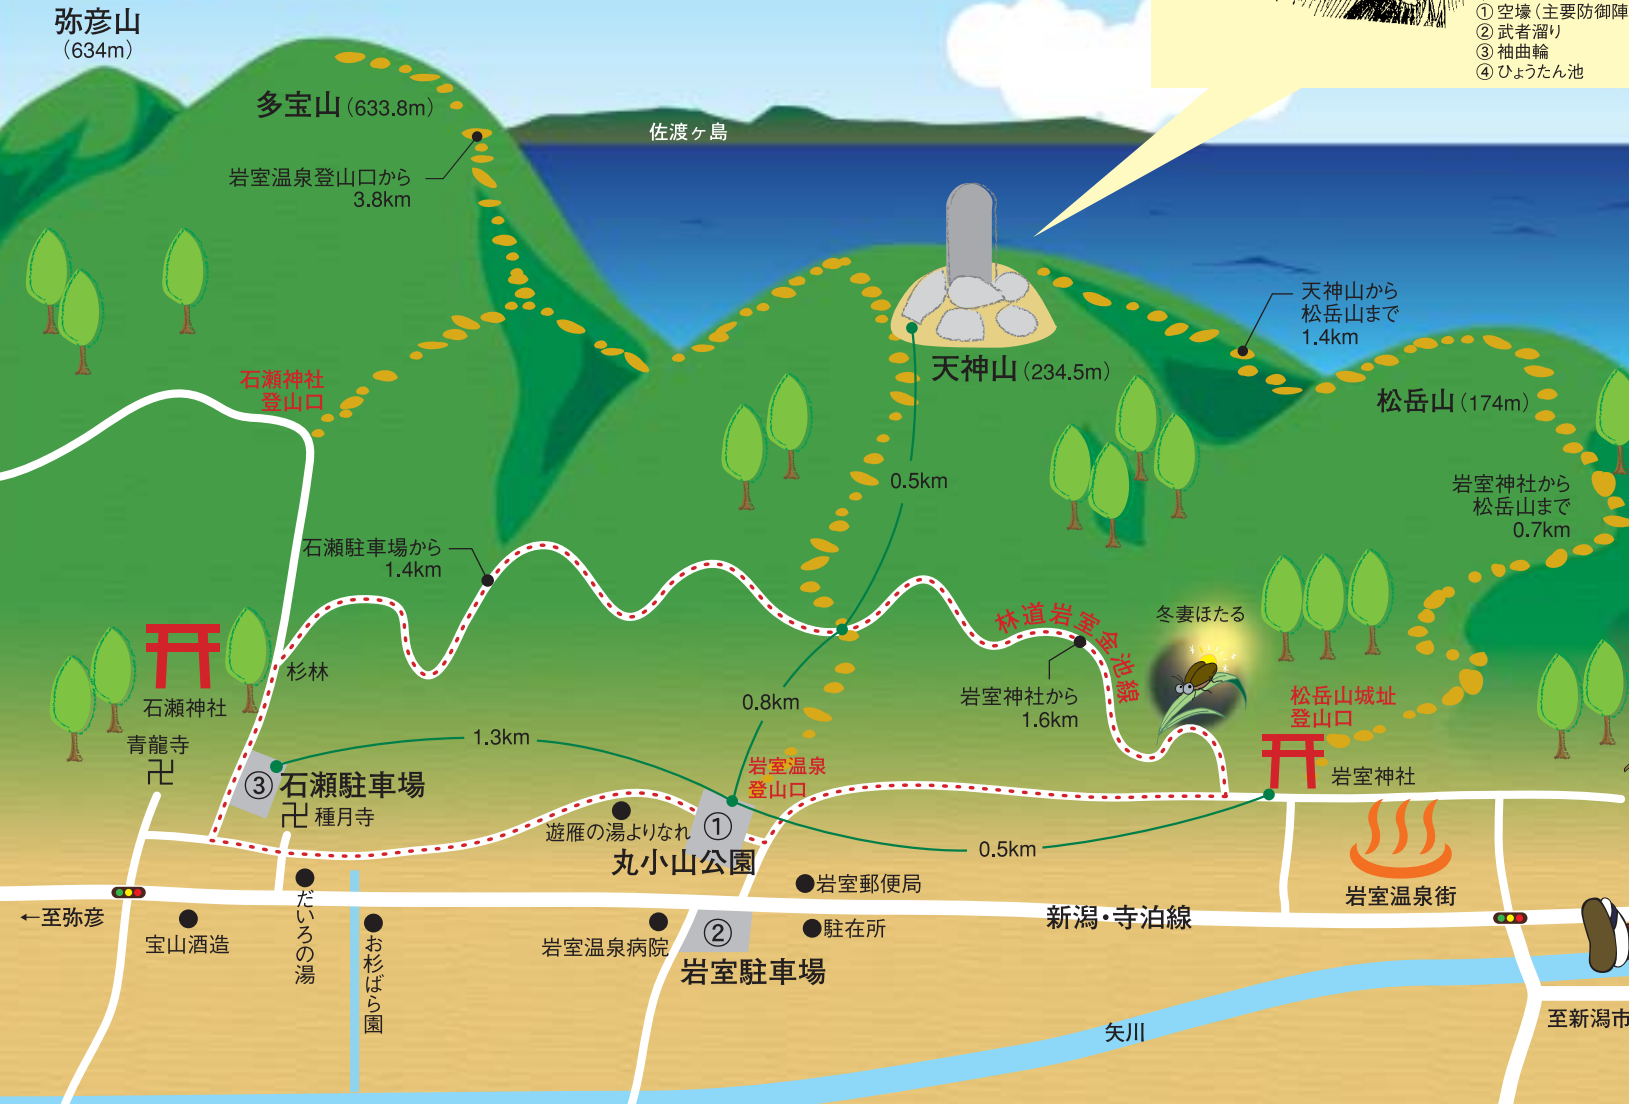 弥彦山
(634m)
① 空壕（主要防御陣
② 武者溜り
③ 袖曲輪
④ ひょうたん池
多宝山(633.8m)
佐渡ヶ島
岩室温泉登山口から
3.8km
天神山から
松岳山まで
1.4km
天神山(234.5m)
石瀬神社
登山口
松岳山(174m)
0.5km
岩室神社から
松岳山まで
0.7km
石瀬駐車場から
1.4km
林道岩室金池線
冬妻ほたる
杉林
石瀬神社
0.8km
岩室神社から
1.6km
松岳山城址
登山口
青龍寺
卍
1.3km
岩室温泉
登山口
岩室神社
③
石瀬駐車場
卍 種月寺
遊雁の湯よりなれ
①
丸小山公園
0.5km
岩室郵便局
岩室温泉街
←至弥彦
宝山酒造
だいろの湯
お杉ばら園
岩室温泉病院
②
駐在所
新潟・寺泊線
岩室駐車場
矢川
至新潟市